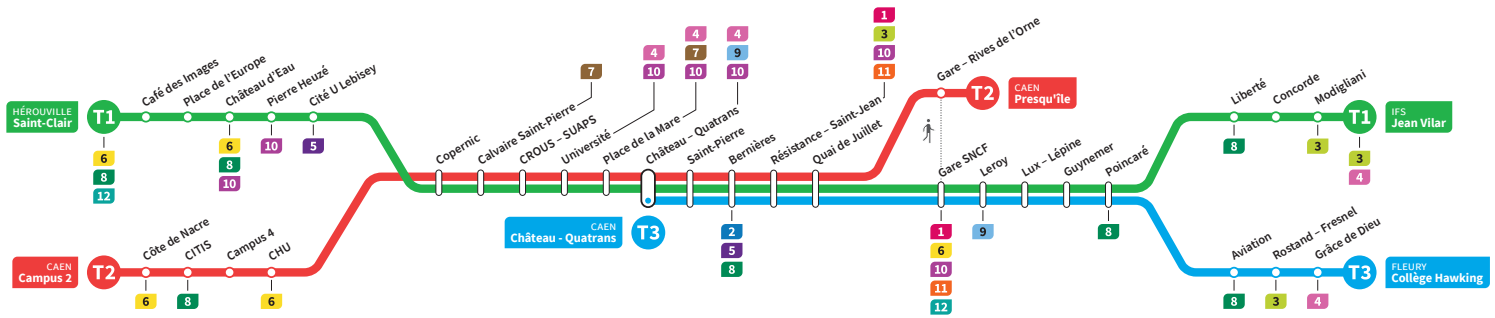 HÉROUVILLE
Saint-Clair
T1
6
8
12
Café des Images
Place de l'Europe
Château d'Eau
6
8
10
Pierre Heuzé
10
Cité U Lebisey
5
CAEN
Campus 2
T2
Côte de Nacre
6
CITIS
8
Campus 4
CHU
6
Copernic
Calvaire Saint-Pierre
7
CROUS – SUAPS
Université
4
10
Place de la Mare
4
7
10
Château – Quatrans
4
9
10
CAEN
Château - Quatrans
T3
Saint-Pierre
Bernières
2
5
8
Résistance – Saint-Jean
1
3
10
11
Quai de Juillet
Gare – Rives de l'Orne
T2
CAEN
Presqu'île
Gare SNCF
1
6
10
11
12
Leroy
9
Lux – Lépine
Guynemer
Poincaré
8
Liberté
8
Concorde
Modigliani
3
T1
3
4
IFS
Jean Vilar
Aviation
8
Rostand – Fresnel
3
Grâce de Dieu
4
T3
FLEURY
Collège Hawking